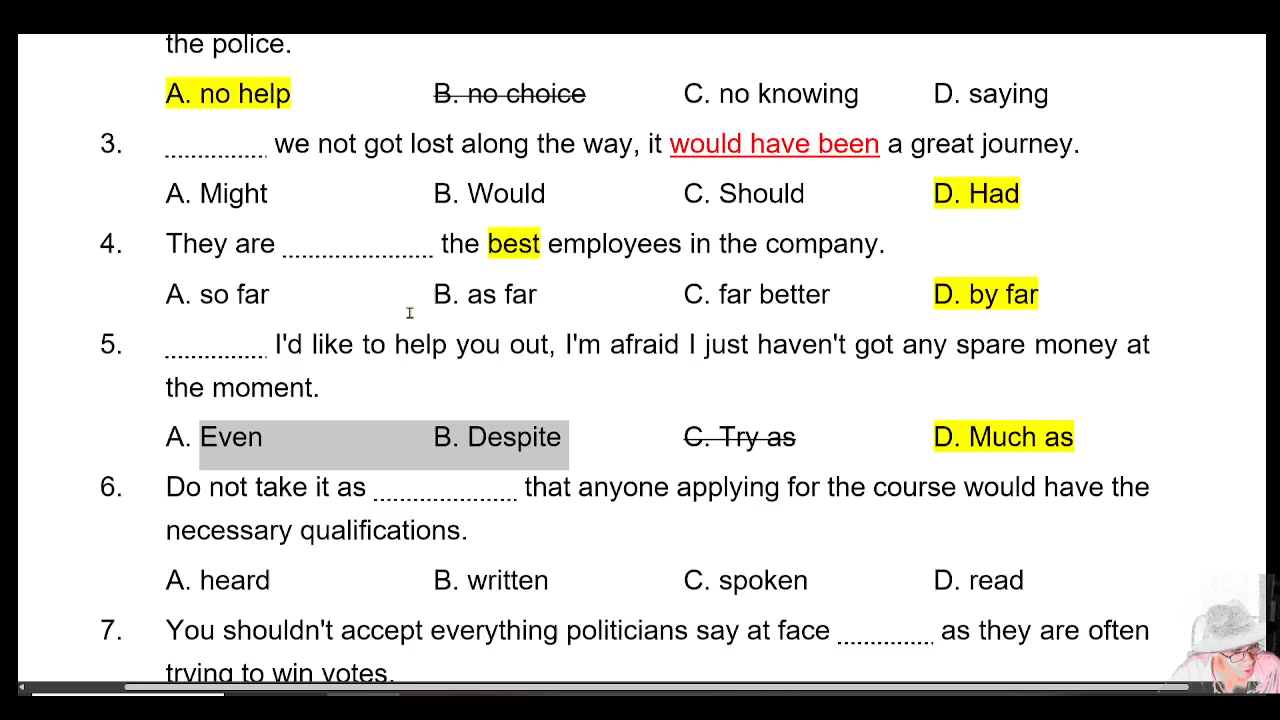 the police.
A. no help B. no choice C. no knowing D. saying
3. ............. we not got lost along the way, it would have been a great journey.
A. Might B. Would C. Should D. Had
4. They are ................... the best employees in the company.
A. so far B. as far C. far better D. by far
5. ............. I'd like to help you out, I'm afraid I just haven't got any spare money at
the moment.
A. Even B. Despite C. Try as D. Much as
6. Do not take it as .................. that anyone applying for the course would have the
necessary qualifications.
A. heard B. written C. spoken D. read
7. You shouldn't accept everything politicians say at face ............ as they are often
trying to win votes.